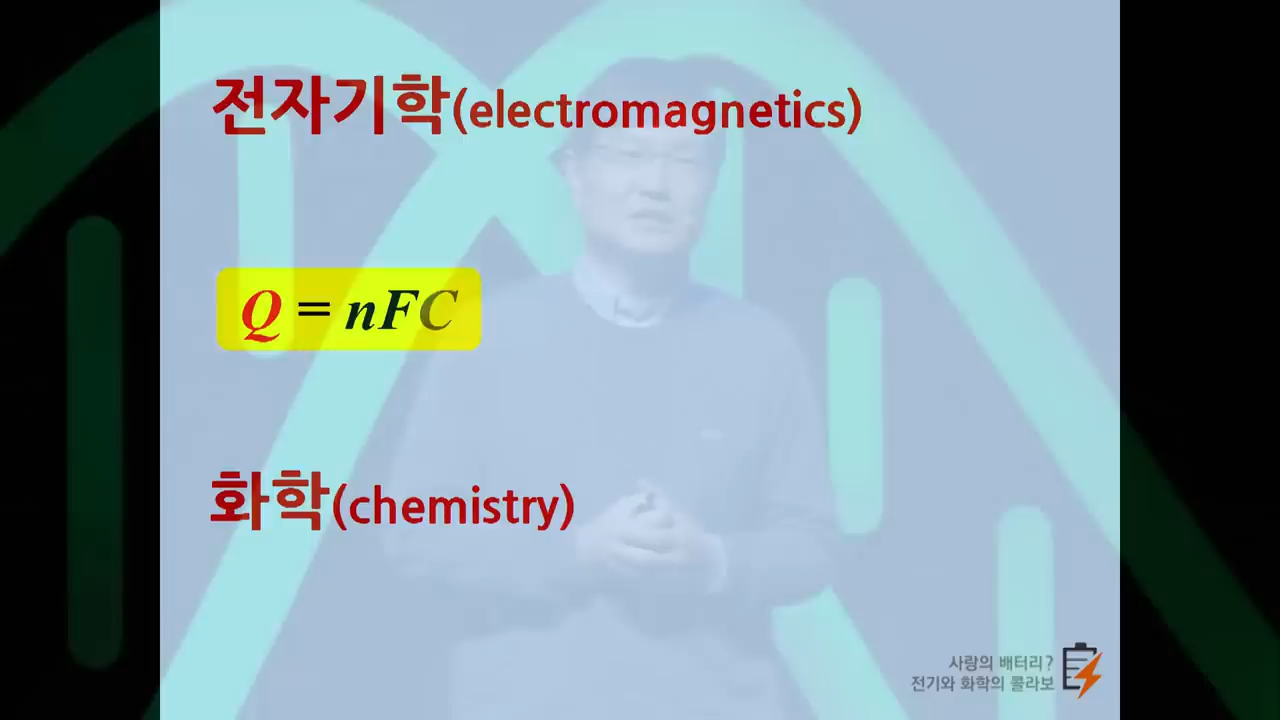 전자기학(electromagnetics)
Q = nFC
화학(chemistry)
사랑의 배터리?
전기와 화학의 콜라보